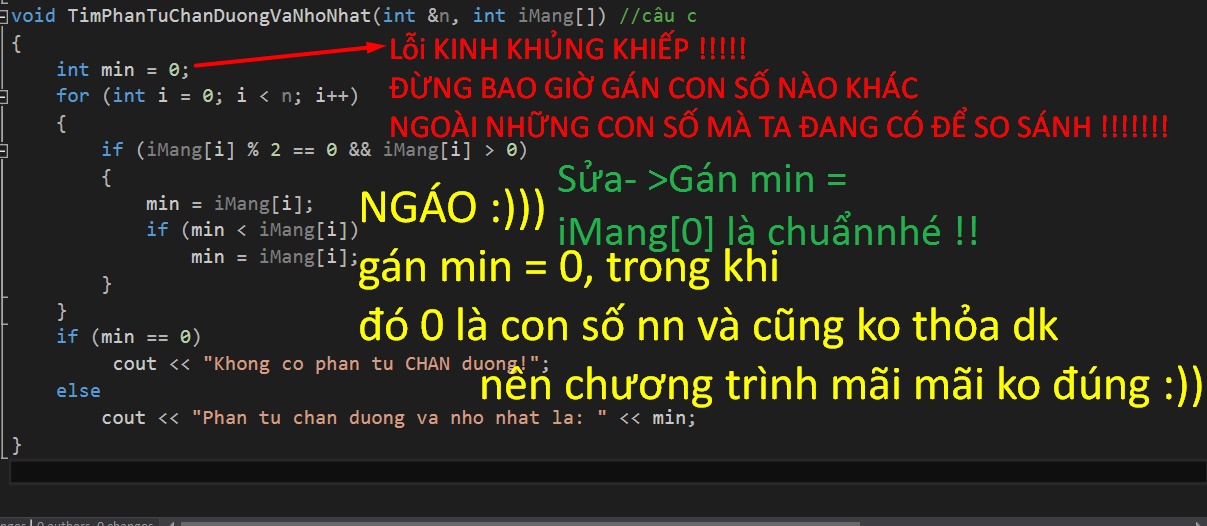 void TimPhanTuChanDuongVaNhoNhat(int &n, int iMang[]) //câu c
{
Lỗi KINH KHỦNG KHIẾP !!!!!
int min = 0;
ĐỪNG BAO GIỜ GÁN CON SỐ NÀO KHÁC
for (int i = 0; i < n; i++)
{
NGOÀI NHỮNG CON SỐ MÀ TA ĐANG CÓ ĐỂ SO SÁNH !!!!!!!
if (iMang[i] % 2 == 0 && iMang[i] > 0)
{
Sửa- >Gán min =
iMang[0] là chuẩnnhé !!
min = iMang[i];
NGÁO :)))
if (min < iMang[i])
min = iMang[i];
gán min = 0, trong khi
}
}
đó 0 là con số nn và cũng ko thỏa dk
if (min == 0)
cout << "Khong co phan tu CHAN duong!";
nễn chương trình mãi mãi ko đúng :))
else
cout << "Phan tu chan duong va nho nhat la: " << min;
}
0 authors, 0 changes